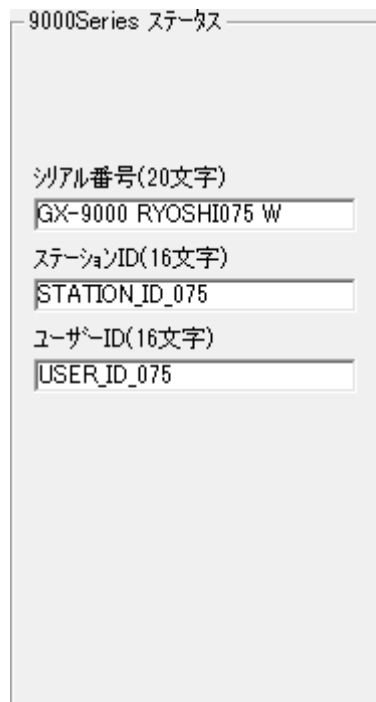 9000Series ステータス
シリアル番号(20文字)
GX-9000 RYOSHI075 W
ステーションID(16文字)
STATION_ID_075
ユーザーID(16文字)
USER_ID_075